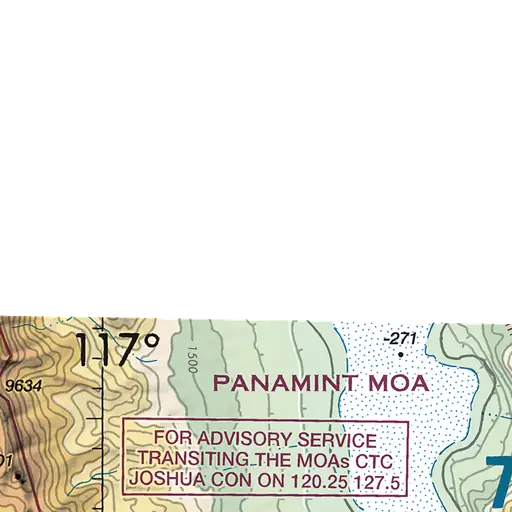 117°
1500
-271
9634
PANAMINT MOA
FOR ADVISORY SERVICE
TRANSITING THE MOAs CTC
JOSHUA CON ON 120.25 127.5
7